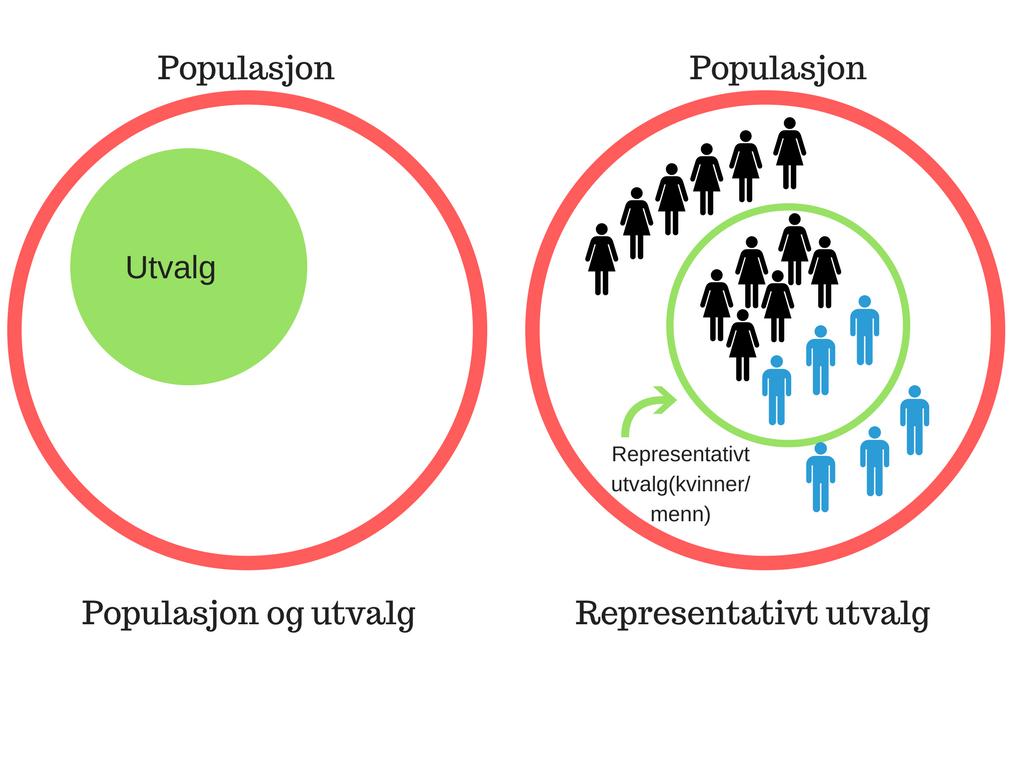 Populasjon
Utvalg
Populasjon og utvalg
Populasjon
Representativt
utvalg(kvinner/
menn)
Representativt utvalg